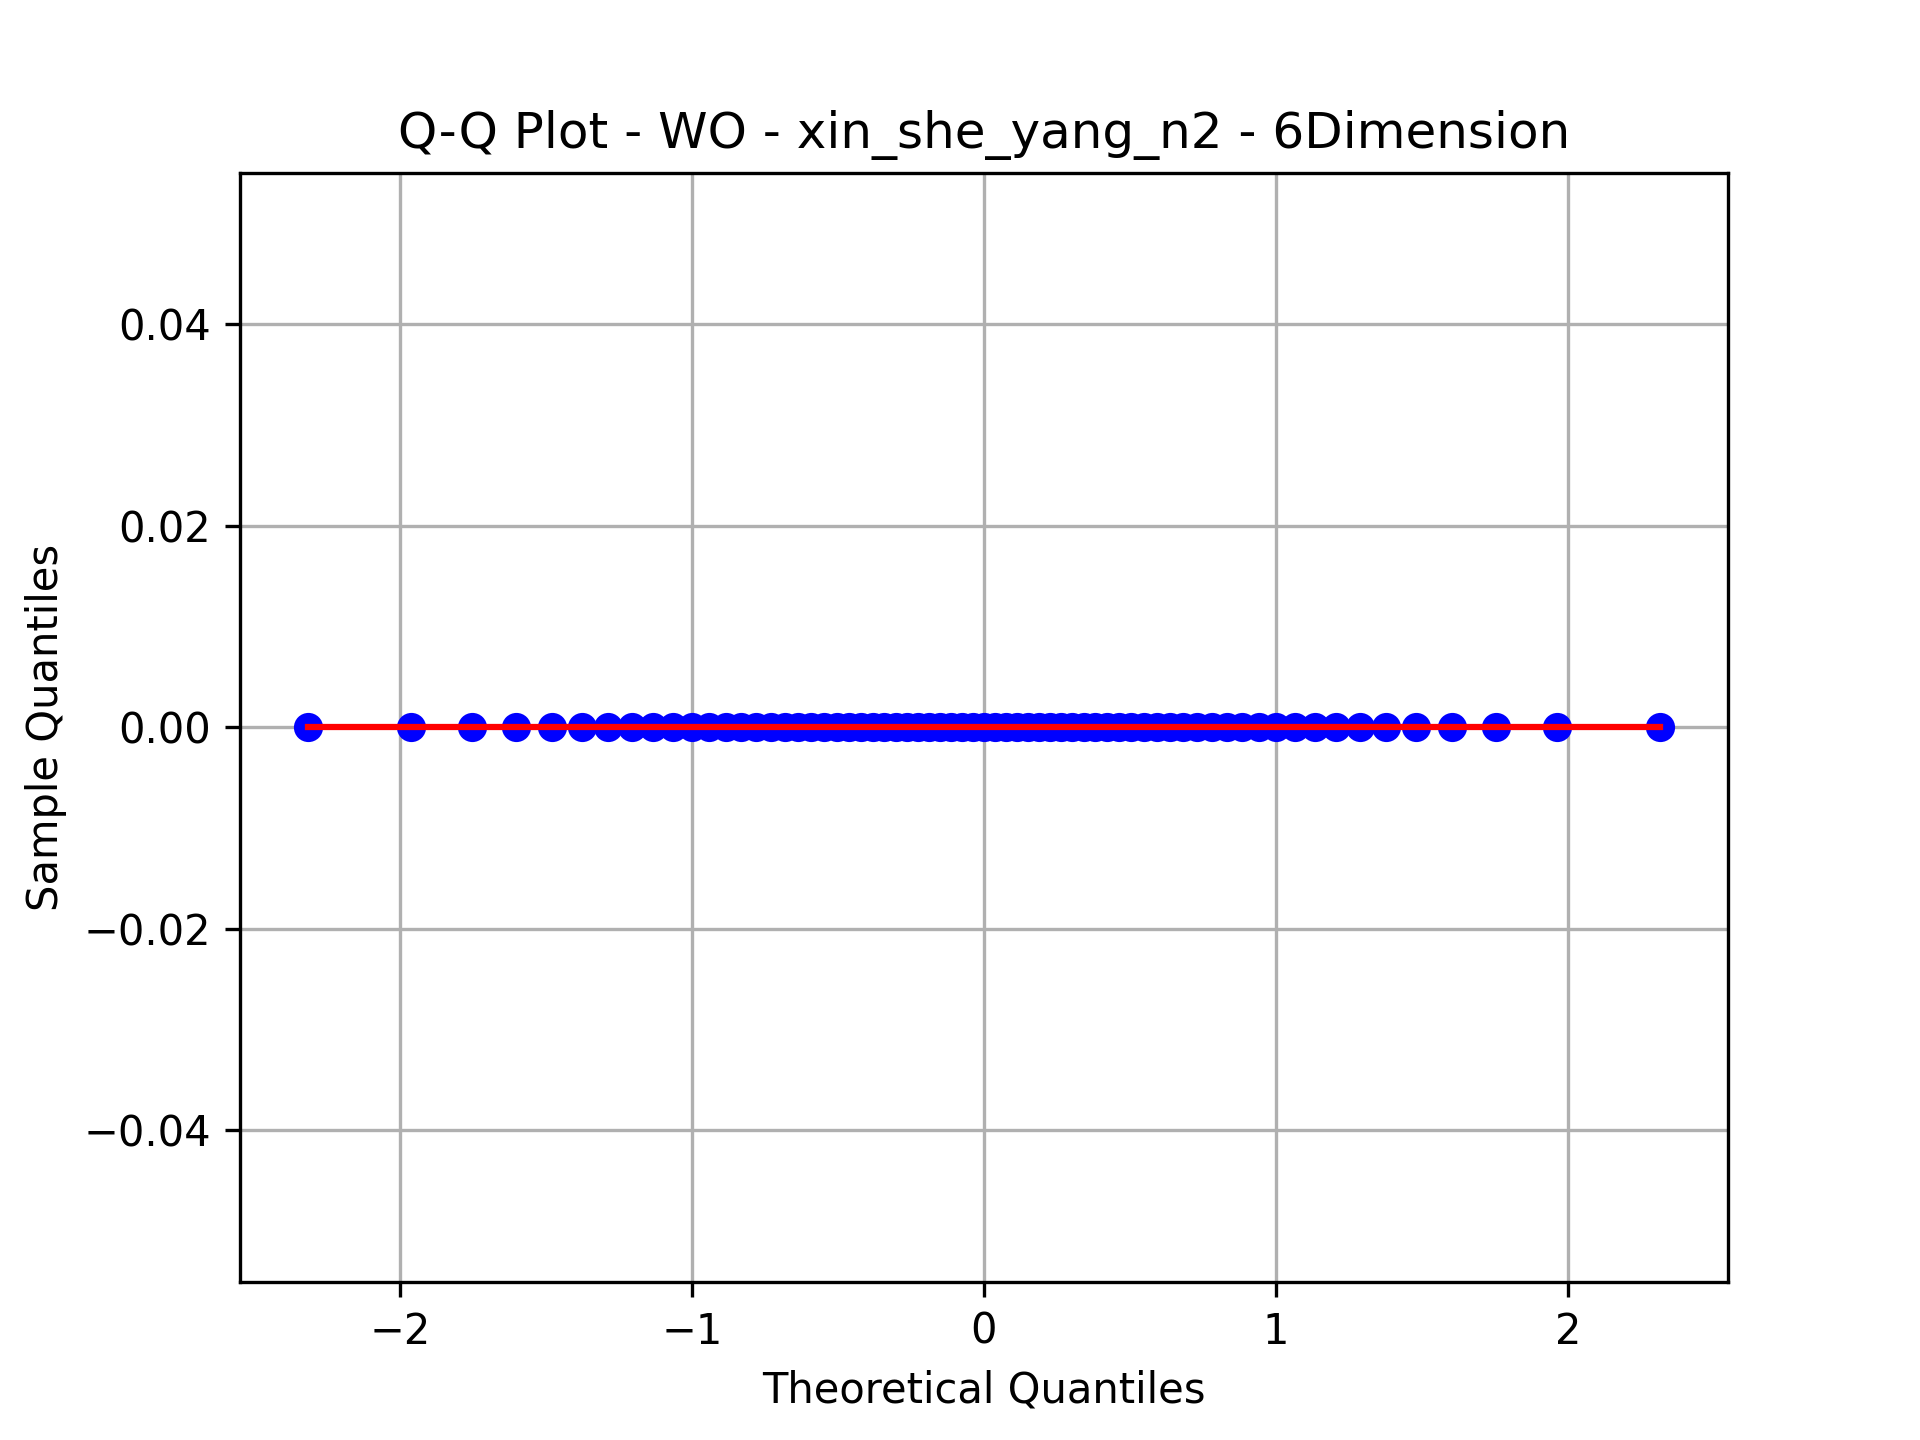 Q-Q Plot - WO - xin_she_yang_n2 - 6Dimension
Sample Quantiles
0.04
0.02
0.00
−0.02
−0.04
−2 −1 0 1 2
Theoretical Quantiles